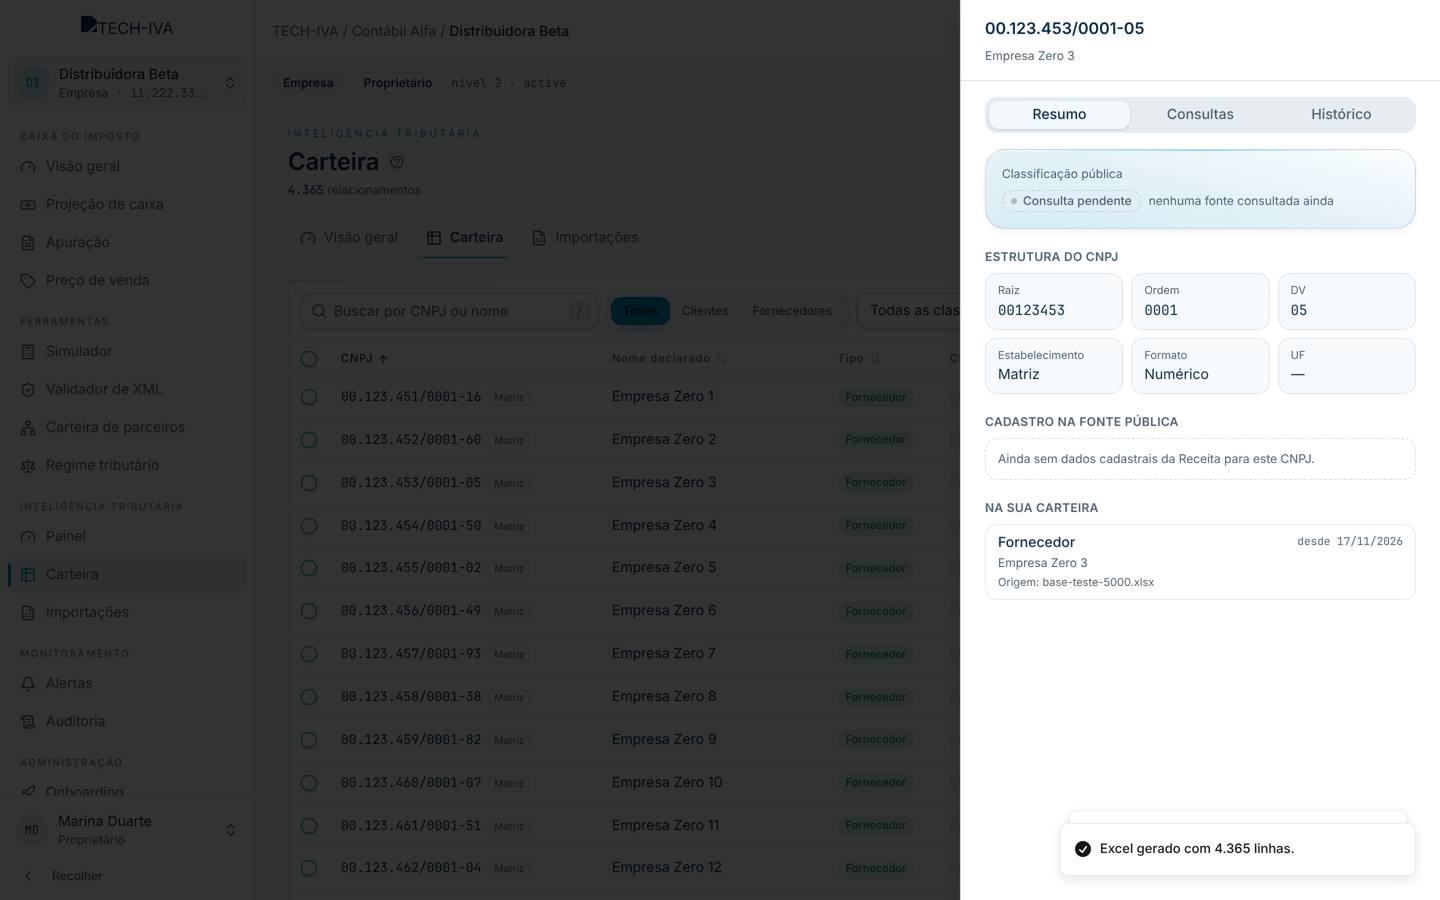 TECH-IVA
DI
Distribuidora Beta
Empresa · 11.222.33...
CAIXA DO IMPOSTO
Visão geral
Projeção de caixa
Apuração
Preço de venda
FERRAMENTAS
Simulador
Validador de XML
Carteira de parceiros
Regime tributário
INTELIGÊNCIA TRIBUTÁRIA
Painel
Carteira
Importações
MONITORAMENTO
Alertas
Auditoria
ADMINISTRAÇÃO
Onboarding
MD
Marina Duarte
Proprietário
Recolher
TECH-IVA / Contábil Alfa / Distribuidora Beta
Empresa Proprietário nível 2 · active
INTELIGÊNCIA TRIBUTÁRIA
Carteira
4.365 relacionamentos
Visão geral Carteira Importações
Buscar por CNPJ ou nome / Todos Clientes Fornecedores Todas as clas
CNPJ Nome declarado Tipo C
00.123.451/0001-16 Matriz Empresa Zero 1 Fornecedor
00.123.452/0001-60 Matriz Empresa Zero 2 Fornecedor
00.123.453/0001-05 Matriz Empresa Zero 3 Fornecedor
00.123.454/0001-50 Matriz Empresa Zero 4 Fornecedor
00.123.455/0001-02 Matriz Empresa Zero 5 Fornecedor
00.123.456/0001-49 Matriz Empresa Zero 6 Fornecedor
00.123.457/0001-93 Matriz Empresa Zero 7 Fornecedor
00.123.458/0001-38 Matriz Empresa Zero 8 Fornecedor
00.123.459/0001-82 Matriz Empresa Zero 9 Fornecedor
00.123.460/0001-07 Matriz Empresa Zero 10 Fornecedor
00.123.461/0001-51 Matriz Empresa Zero 11 Fornecedor
00.123.462/0001-04 Matriz Empresa Zero 12 Fornecedor
00.123.453/0001-05
Empresa Zero 3
Resumo Consultas Histórico
Classificação pública
Consulta pendente nenhuma fonte consultada ainda
ESTRUTURA DO CNPJ
Raiz Ordem DV
00123453 0001 05
Estabelecimento Formato UF
Matriz Numérico —
CADASTRO NA FONTE PÚBLICA
Ainda sem dados cadastrais da Receita para este CNPJ.
NA SUA CARTEIRA
Fornecedor desde 17/11/2026
Empresa Zero 3
Origem: base-teste-5000.xlsx
Excel gerado com 4.365 linhas.